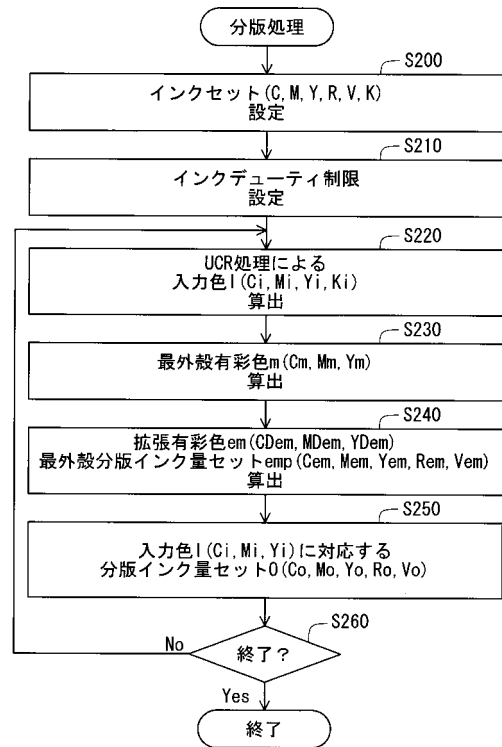 分版処理
S200
インクセット(C,M,Y,R,V,K)
設定
S210
インクデューティ制限
設定
S220
UCR処理による
入力色I(Ci,Mi,Yi,Ki)
算出
S230
最外殻有彩色m(Cm,Mm,Ym)
算出
S240
拡張有彩色em(CDem,MDem,YDem)
最外殻分版インク量セットemp(Cem,Mem,Yem,Rem,Vem)
算出
S250
入力色I(Ci,Mi,Yi)に対応する
分版インク量セットO(Co,Mo,Yo,Ro,Vo)
S260
No
終了?
Yes
終了